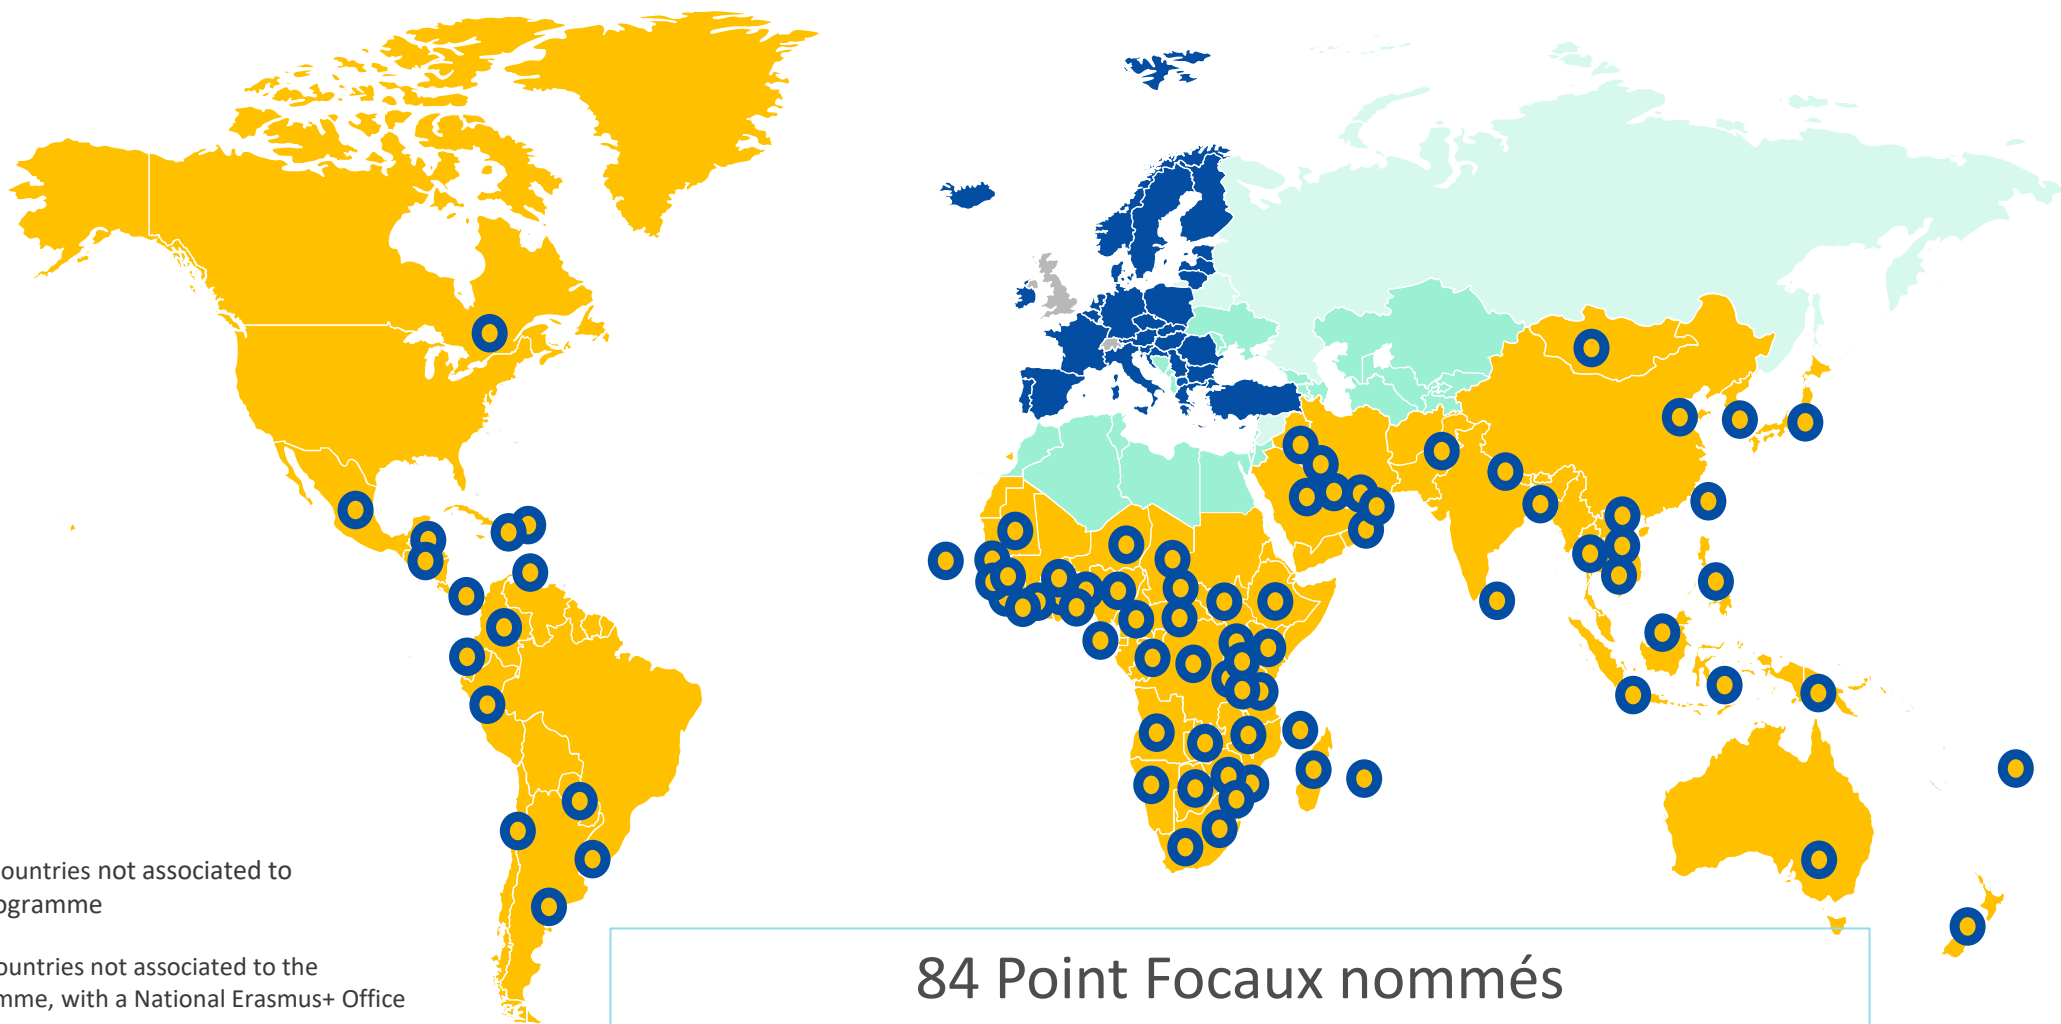 ountries not associated to
ogramme
ountries not associated to the
mme, with a National Erasmus+ Office
84 Point Focaux nommés